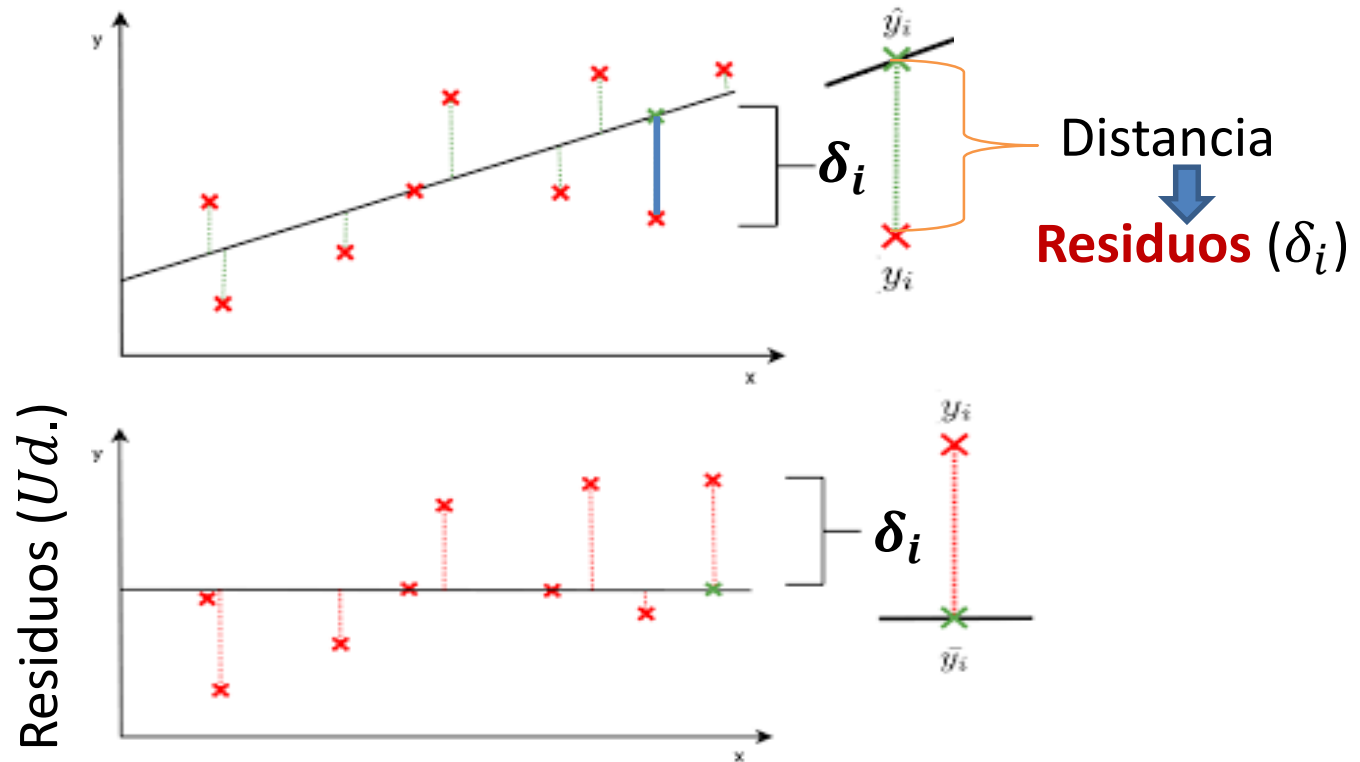 y
x
δᵢ
ŷᵢ
yᵢ
Distancia
Residuos (δᵢ)
Residuos (Ud.)
y
x
δᵢ
yᵢ
ȳᵢ